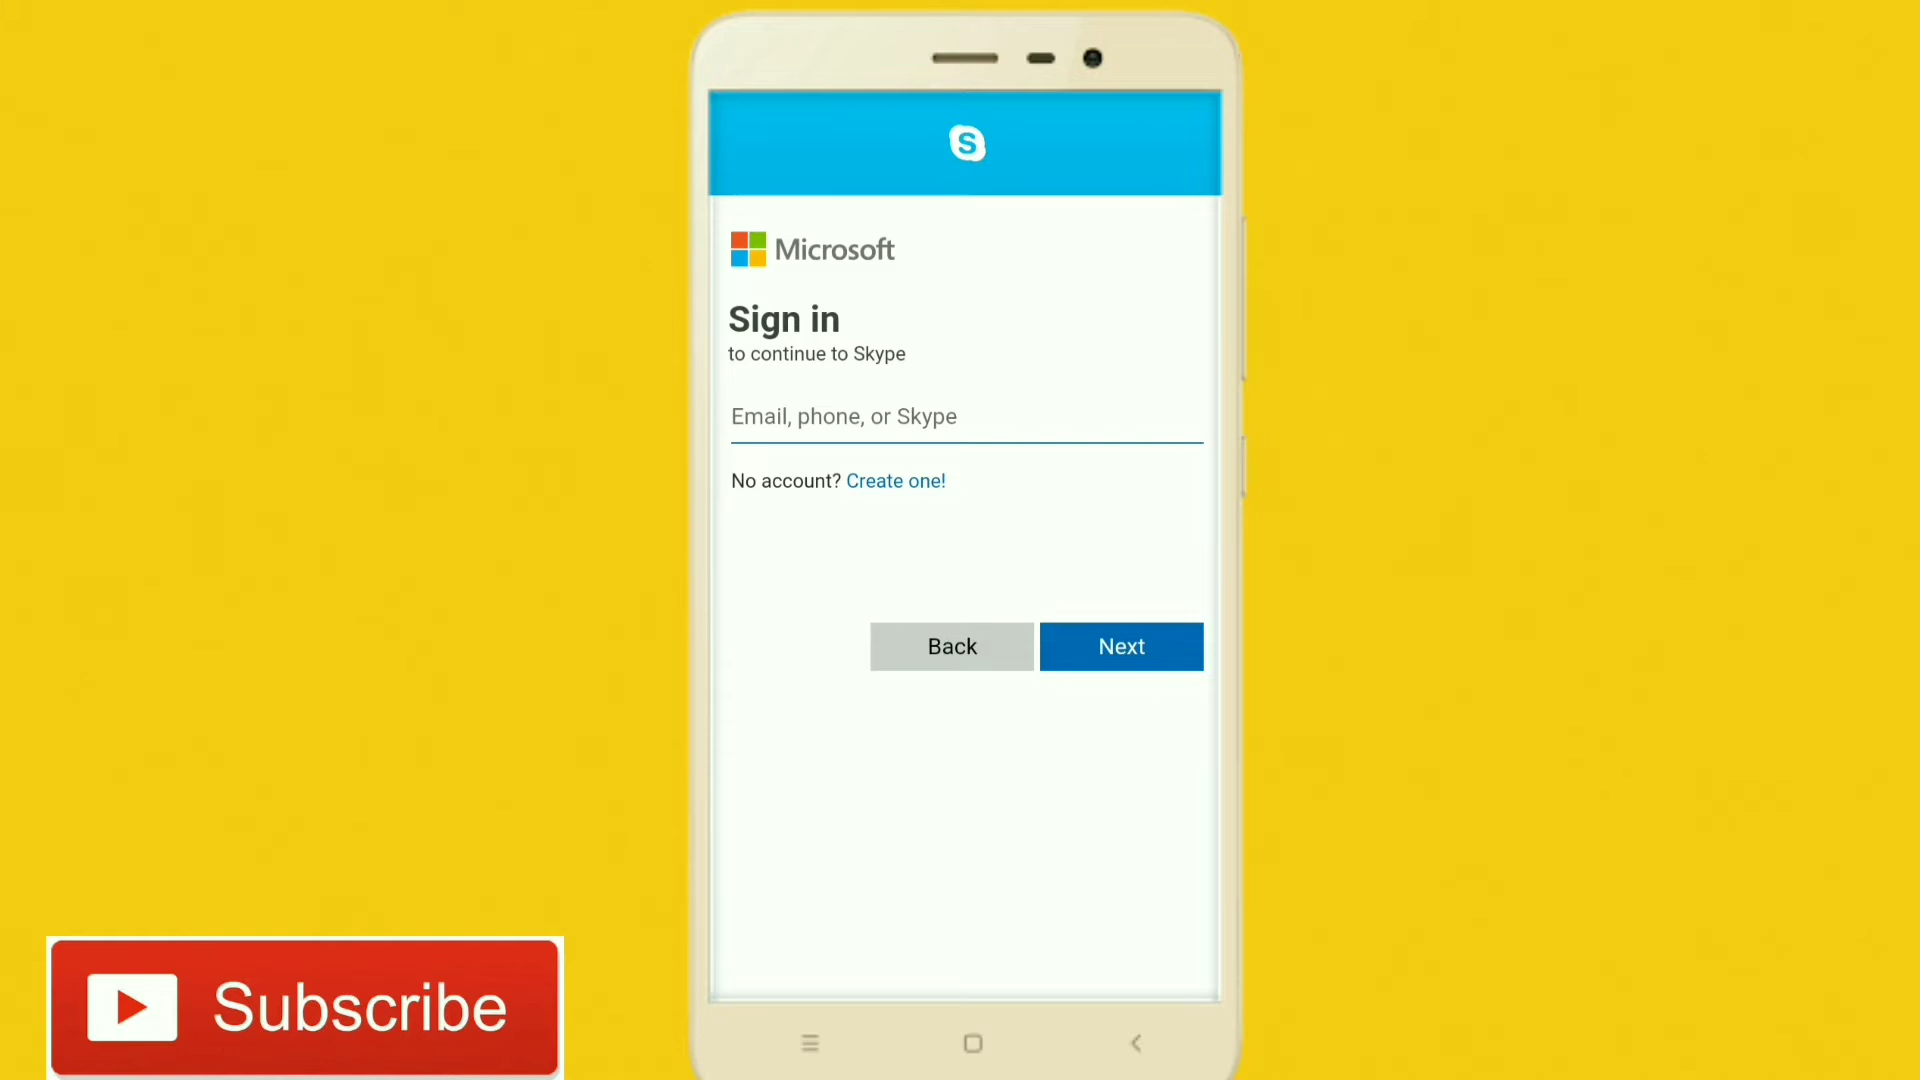 S
Microsoft
Sign in
to continue to Skype
Email, phone, or Skype
No account? Create one!
Back
Next
Subscribe